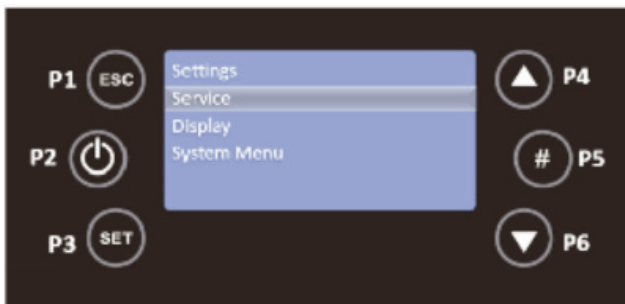 P1 ESC
Settings
Service
Display
System Menu
P4
P2
# P5
P3 SET
P6